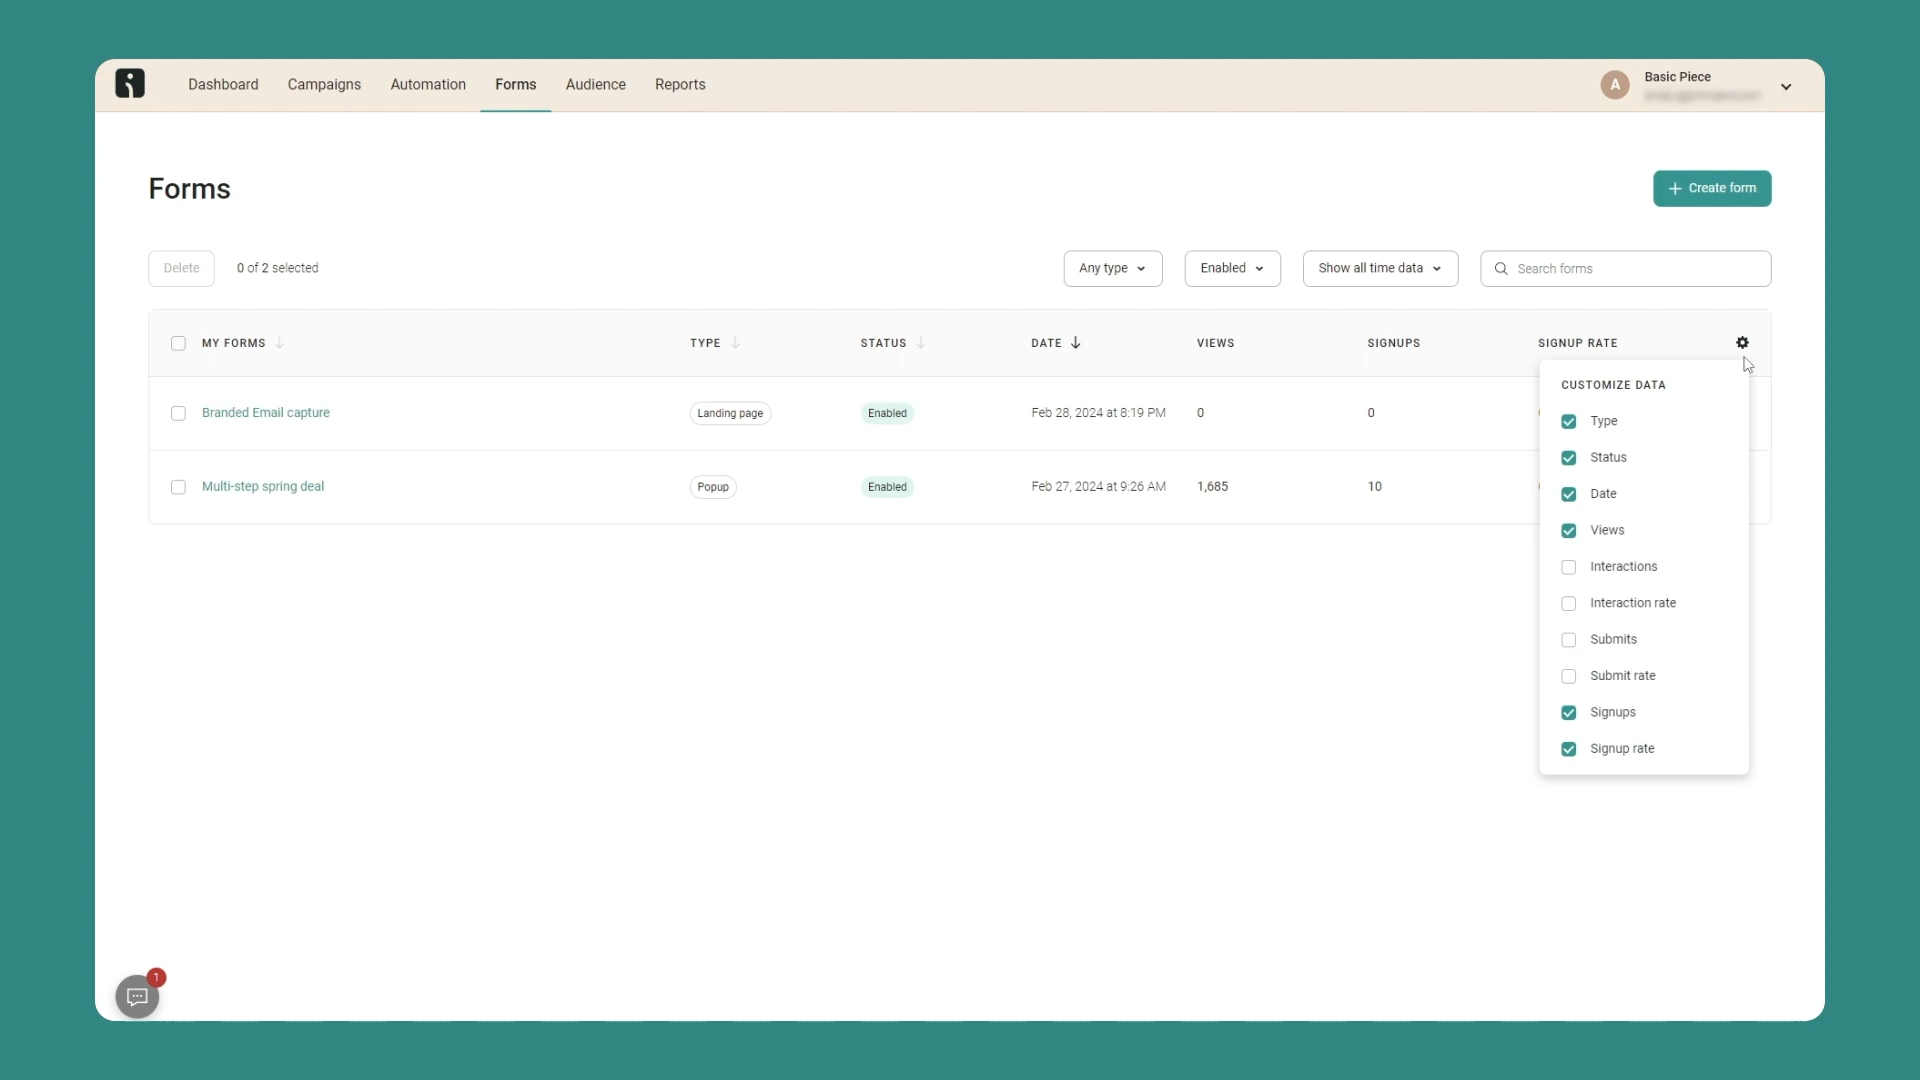 Dashboard Campaigns Automation Forms Audience Reports
A Basic Piece
Forms
Create form
Delete 0 of 2 selected Any type Enabled Show all time data Search forms
MY FORMS TYPE STATUS DATE VIEWS SIGNUPS SIGNUP RATE
Branded Email capture Landing page Enabled Feb 28, 2024 at 8:19 PM 0 0
Multi-step spring deal Popup Enabled Feb 27, 2024 at 9:26 AM 1,685 10
CUSTOMIZE DATA
Type
Status
Date
Views
Interactions
Interaction rate
Submits
Submit rate
Signups
Signup rate
1